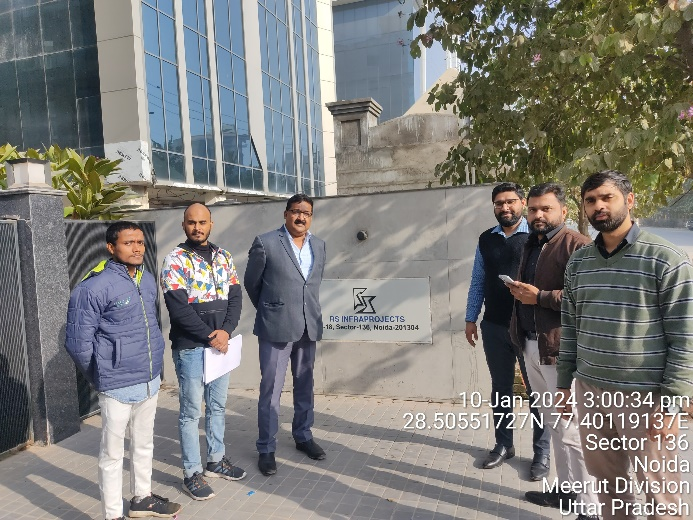 RS INFRAPROJECTS
-18, Sector-136, Noida-201304
10-Jan-2024 3:00:34 pm
28.50551727N 77.40119137E
Sector 136
Noida
Meerut Division
Uttar Pradesh